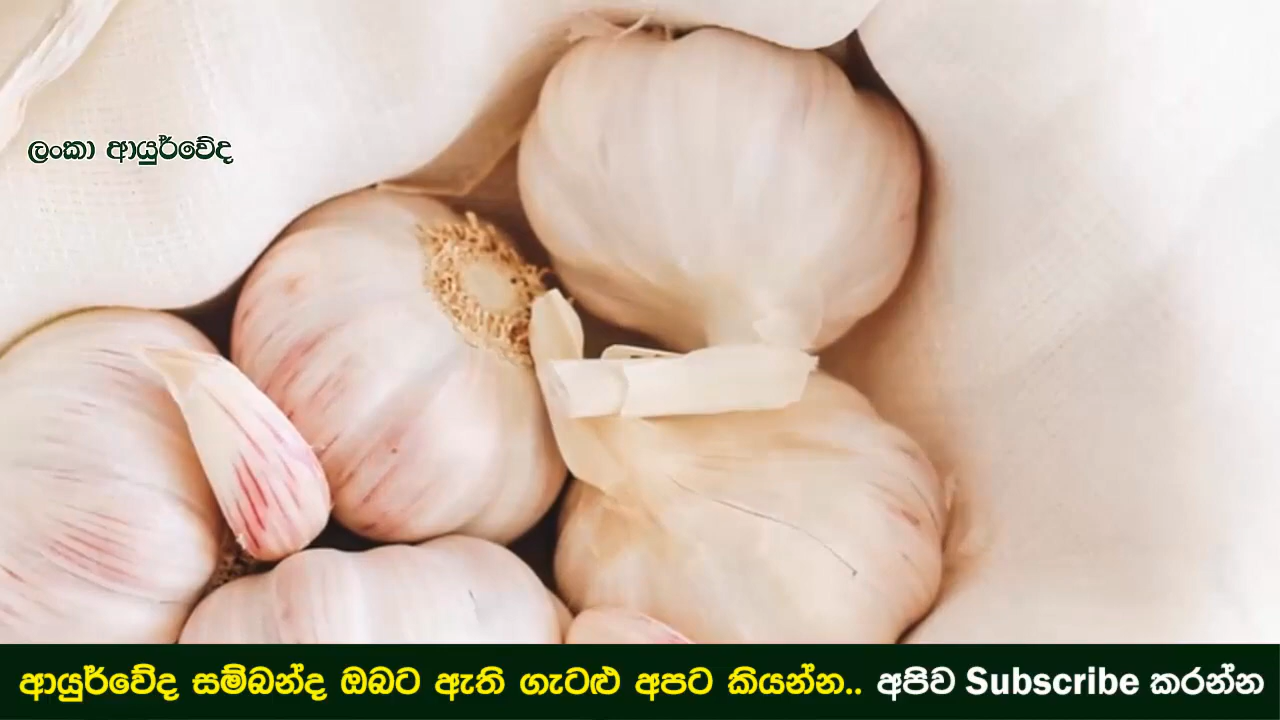 ලංකා ආයුර්වේද
ආයුර්වේද සම්බන්ද ඔබට ඇති ගැටළු අපට කියන්න.. අපිව Subscribe කරන්න